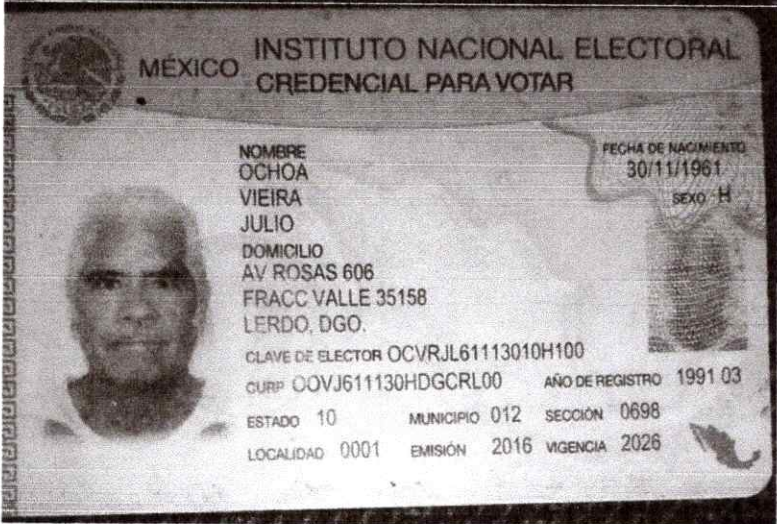 MÉXICO INSTITUTO NACIONAL ELECTORAL
CREDENCIAL PARA VOTAR
NOMBRE
OCHOA
VIEIRA
JULIO
FECHA DE NACIMIENTO
30/11/1961
SEXO H
DOMICILIO
AV ROSAS 606
FRACC VALLE 35158
LERDO, DGO.
CLAVE DE ELECTOR OCVRJL61113010H100
CURP OOVJ611130HDGCRL00 AÑO DE REGISTRO 1991 03
ESTADO 10 MUNICIPIO 012 SECCIÓN 0698
LOCALIDAD 0001 EMISIÓN 2016 VIGENCIA 2026